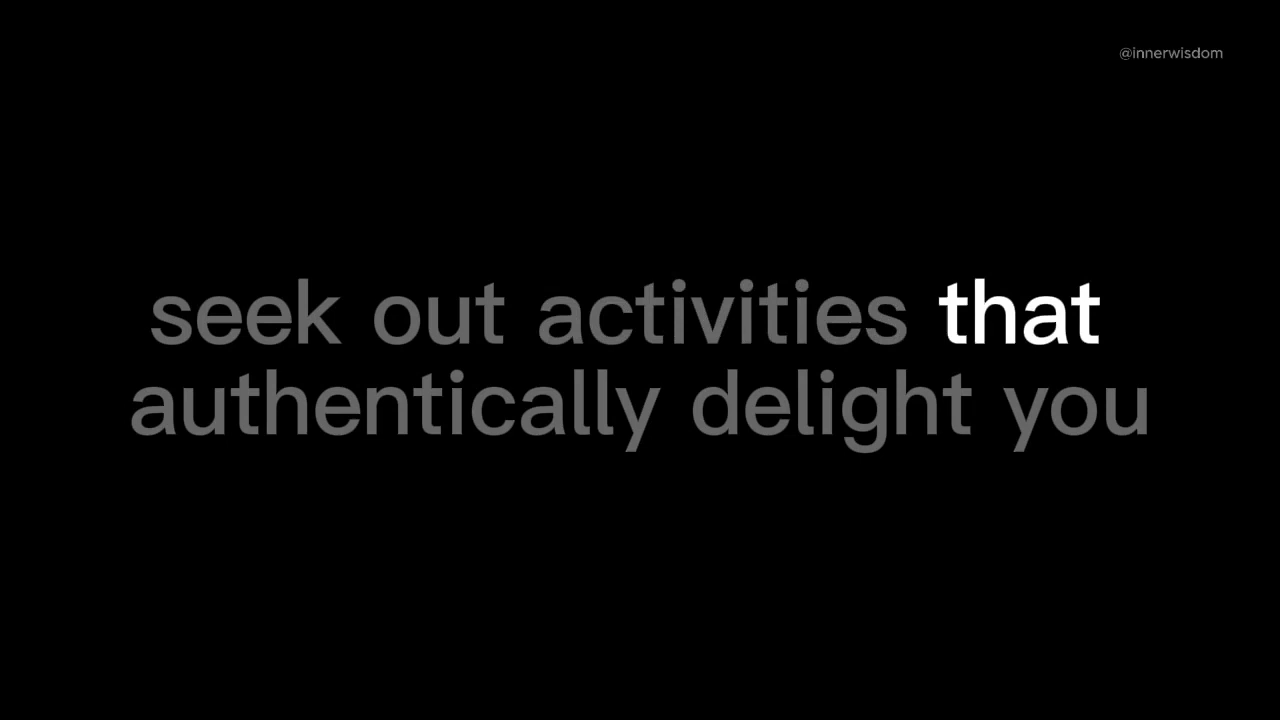 @innerwisdom
seek out activities that
authentically delight you